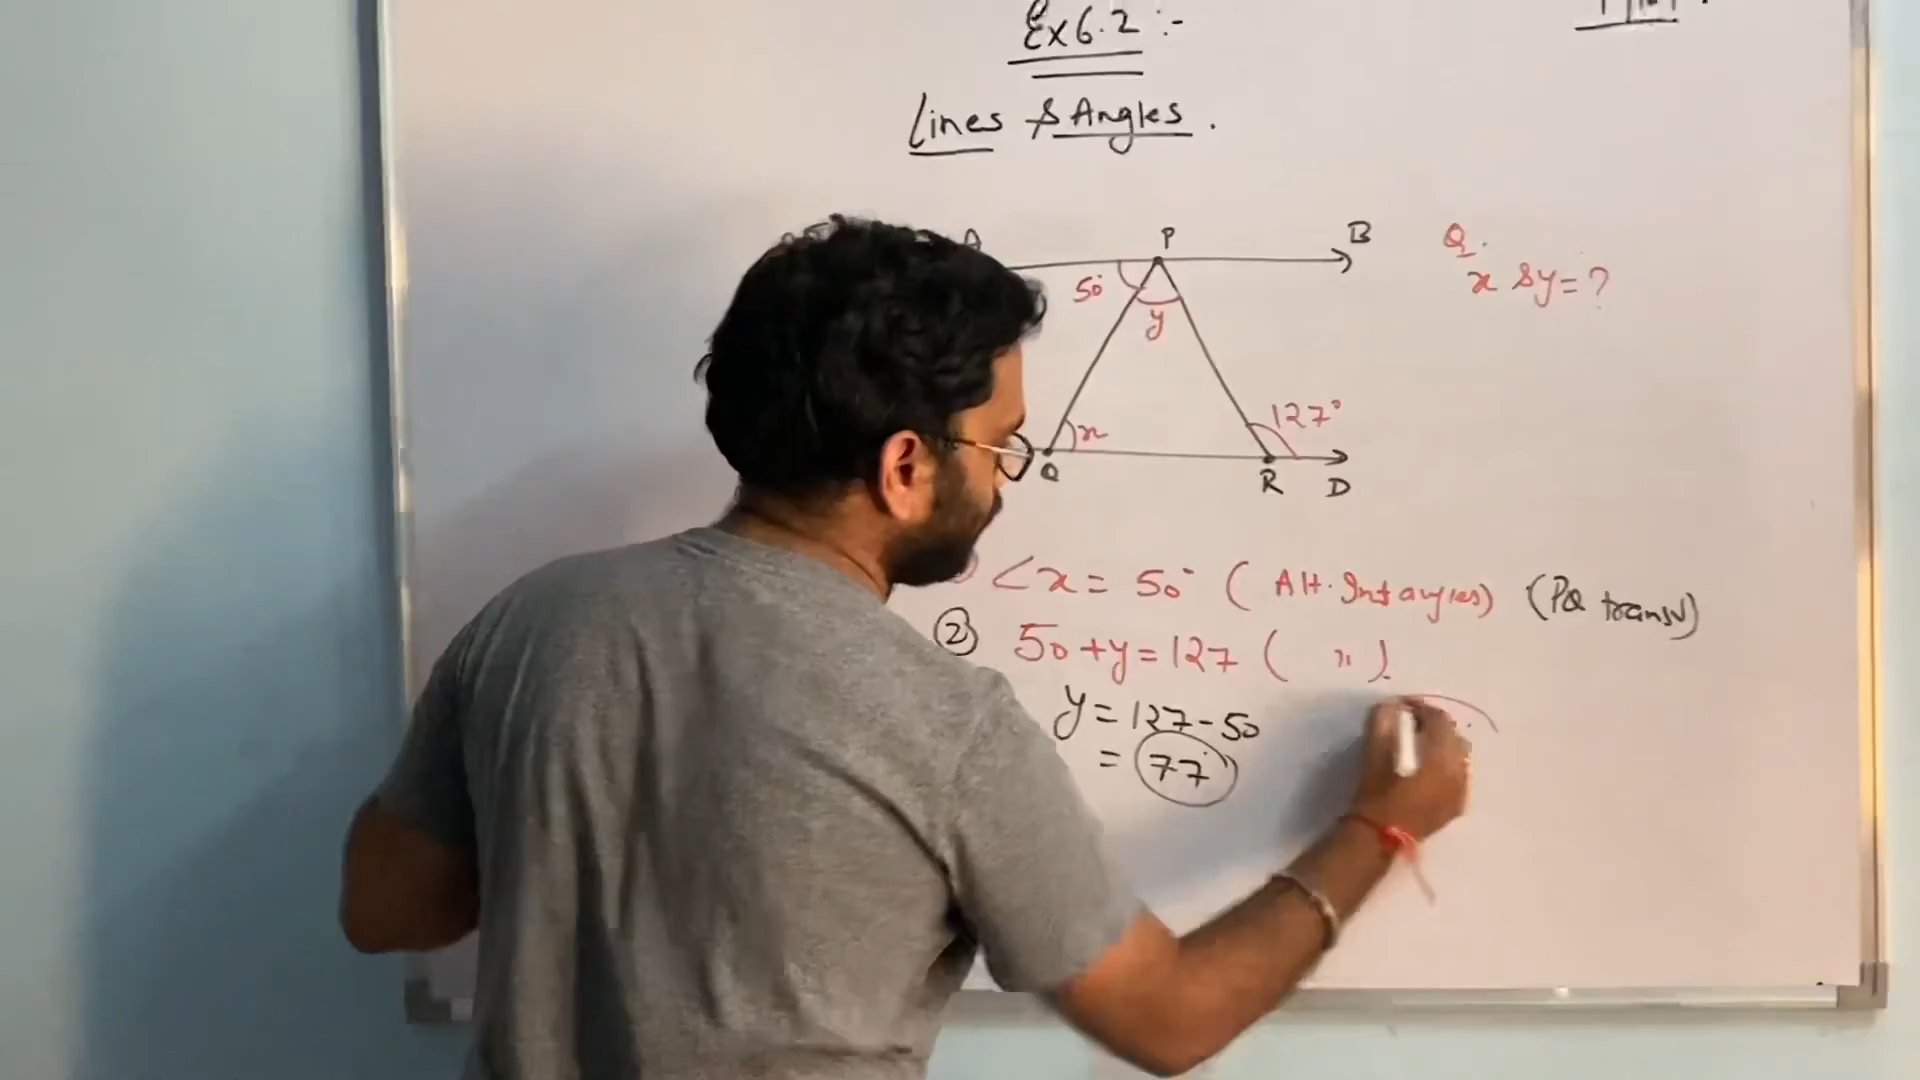 Ex 6.2 :-
Lines & Angles.
A P B
50° y
Q.
x & y = ?
x 127°
Q R D
<x = 50° (Alt. Int angles) (PQ transv)
② 50 + y = 127 ( " ).
y = 127 - 50
= 77°